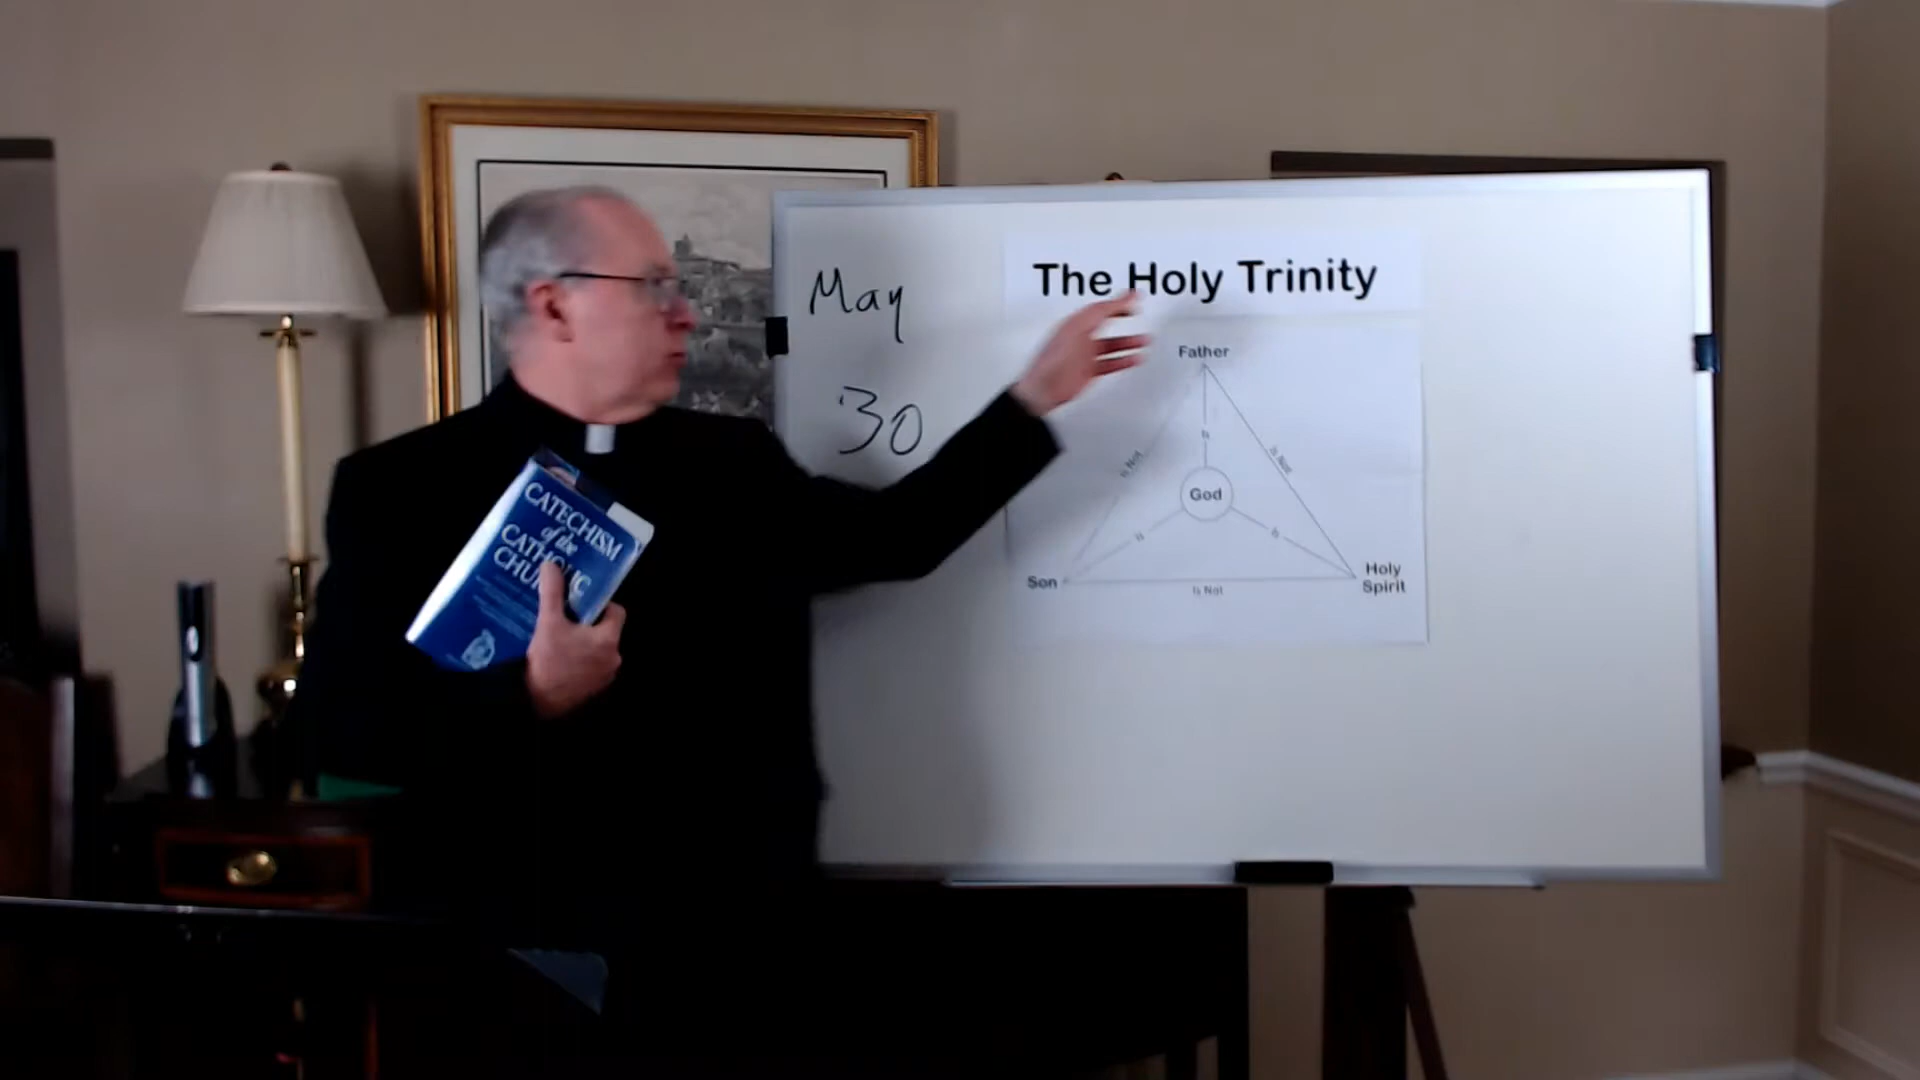 May
30
The Holy Trinity
Father
is
is Not
is Not
God
is
is
Son
Holy
Spirit
is Not
CATECHISM
of the
CATHOLIC
CHU